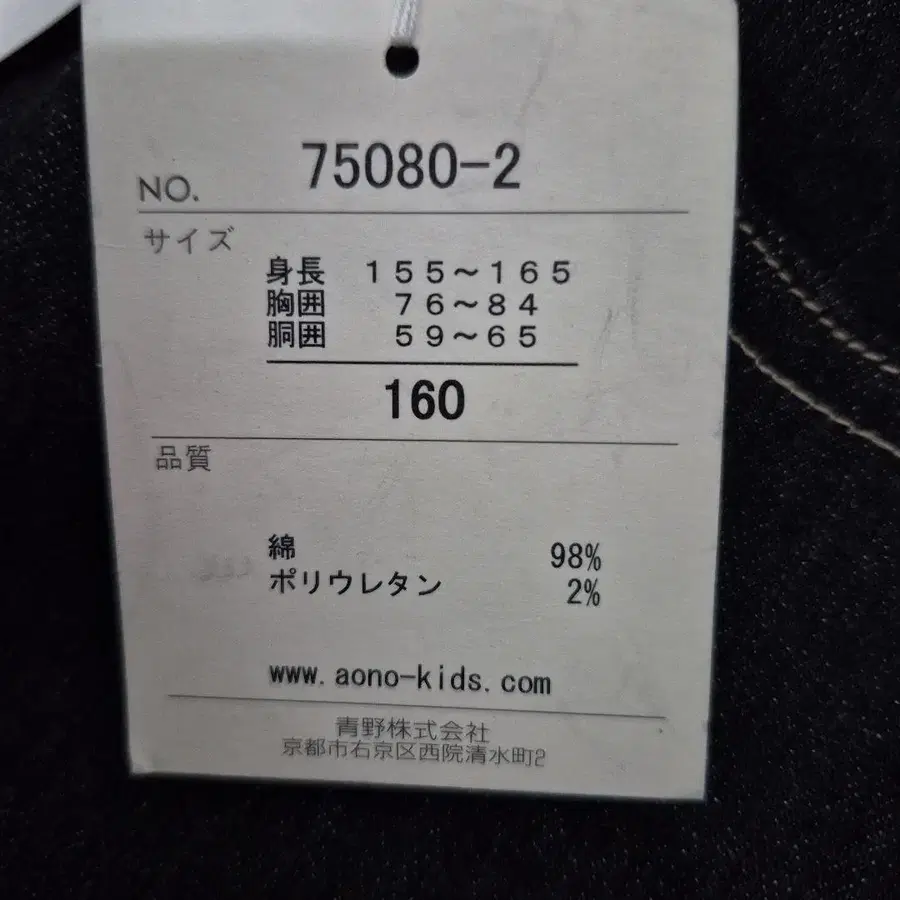 NO. 75080-2
サイズ
身長 155～165
胸囲 76～84
胴囲 59～65
160
品質
綿 98%
ポリウレタン 2%
www.aono-kids.com
青野株式会社
京都市右京区西院清水町2